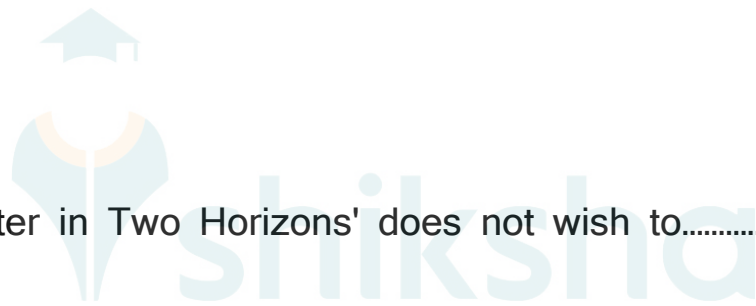 ter in Two Horizons' does not wish to..........
shiksha